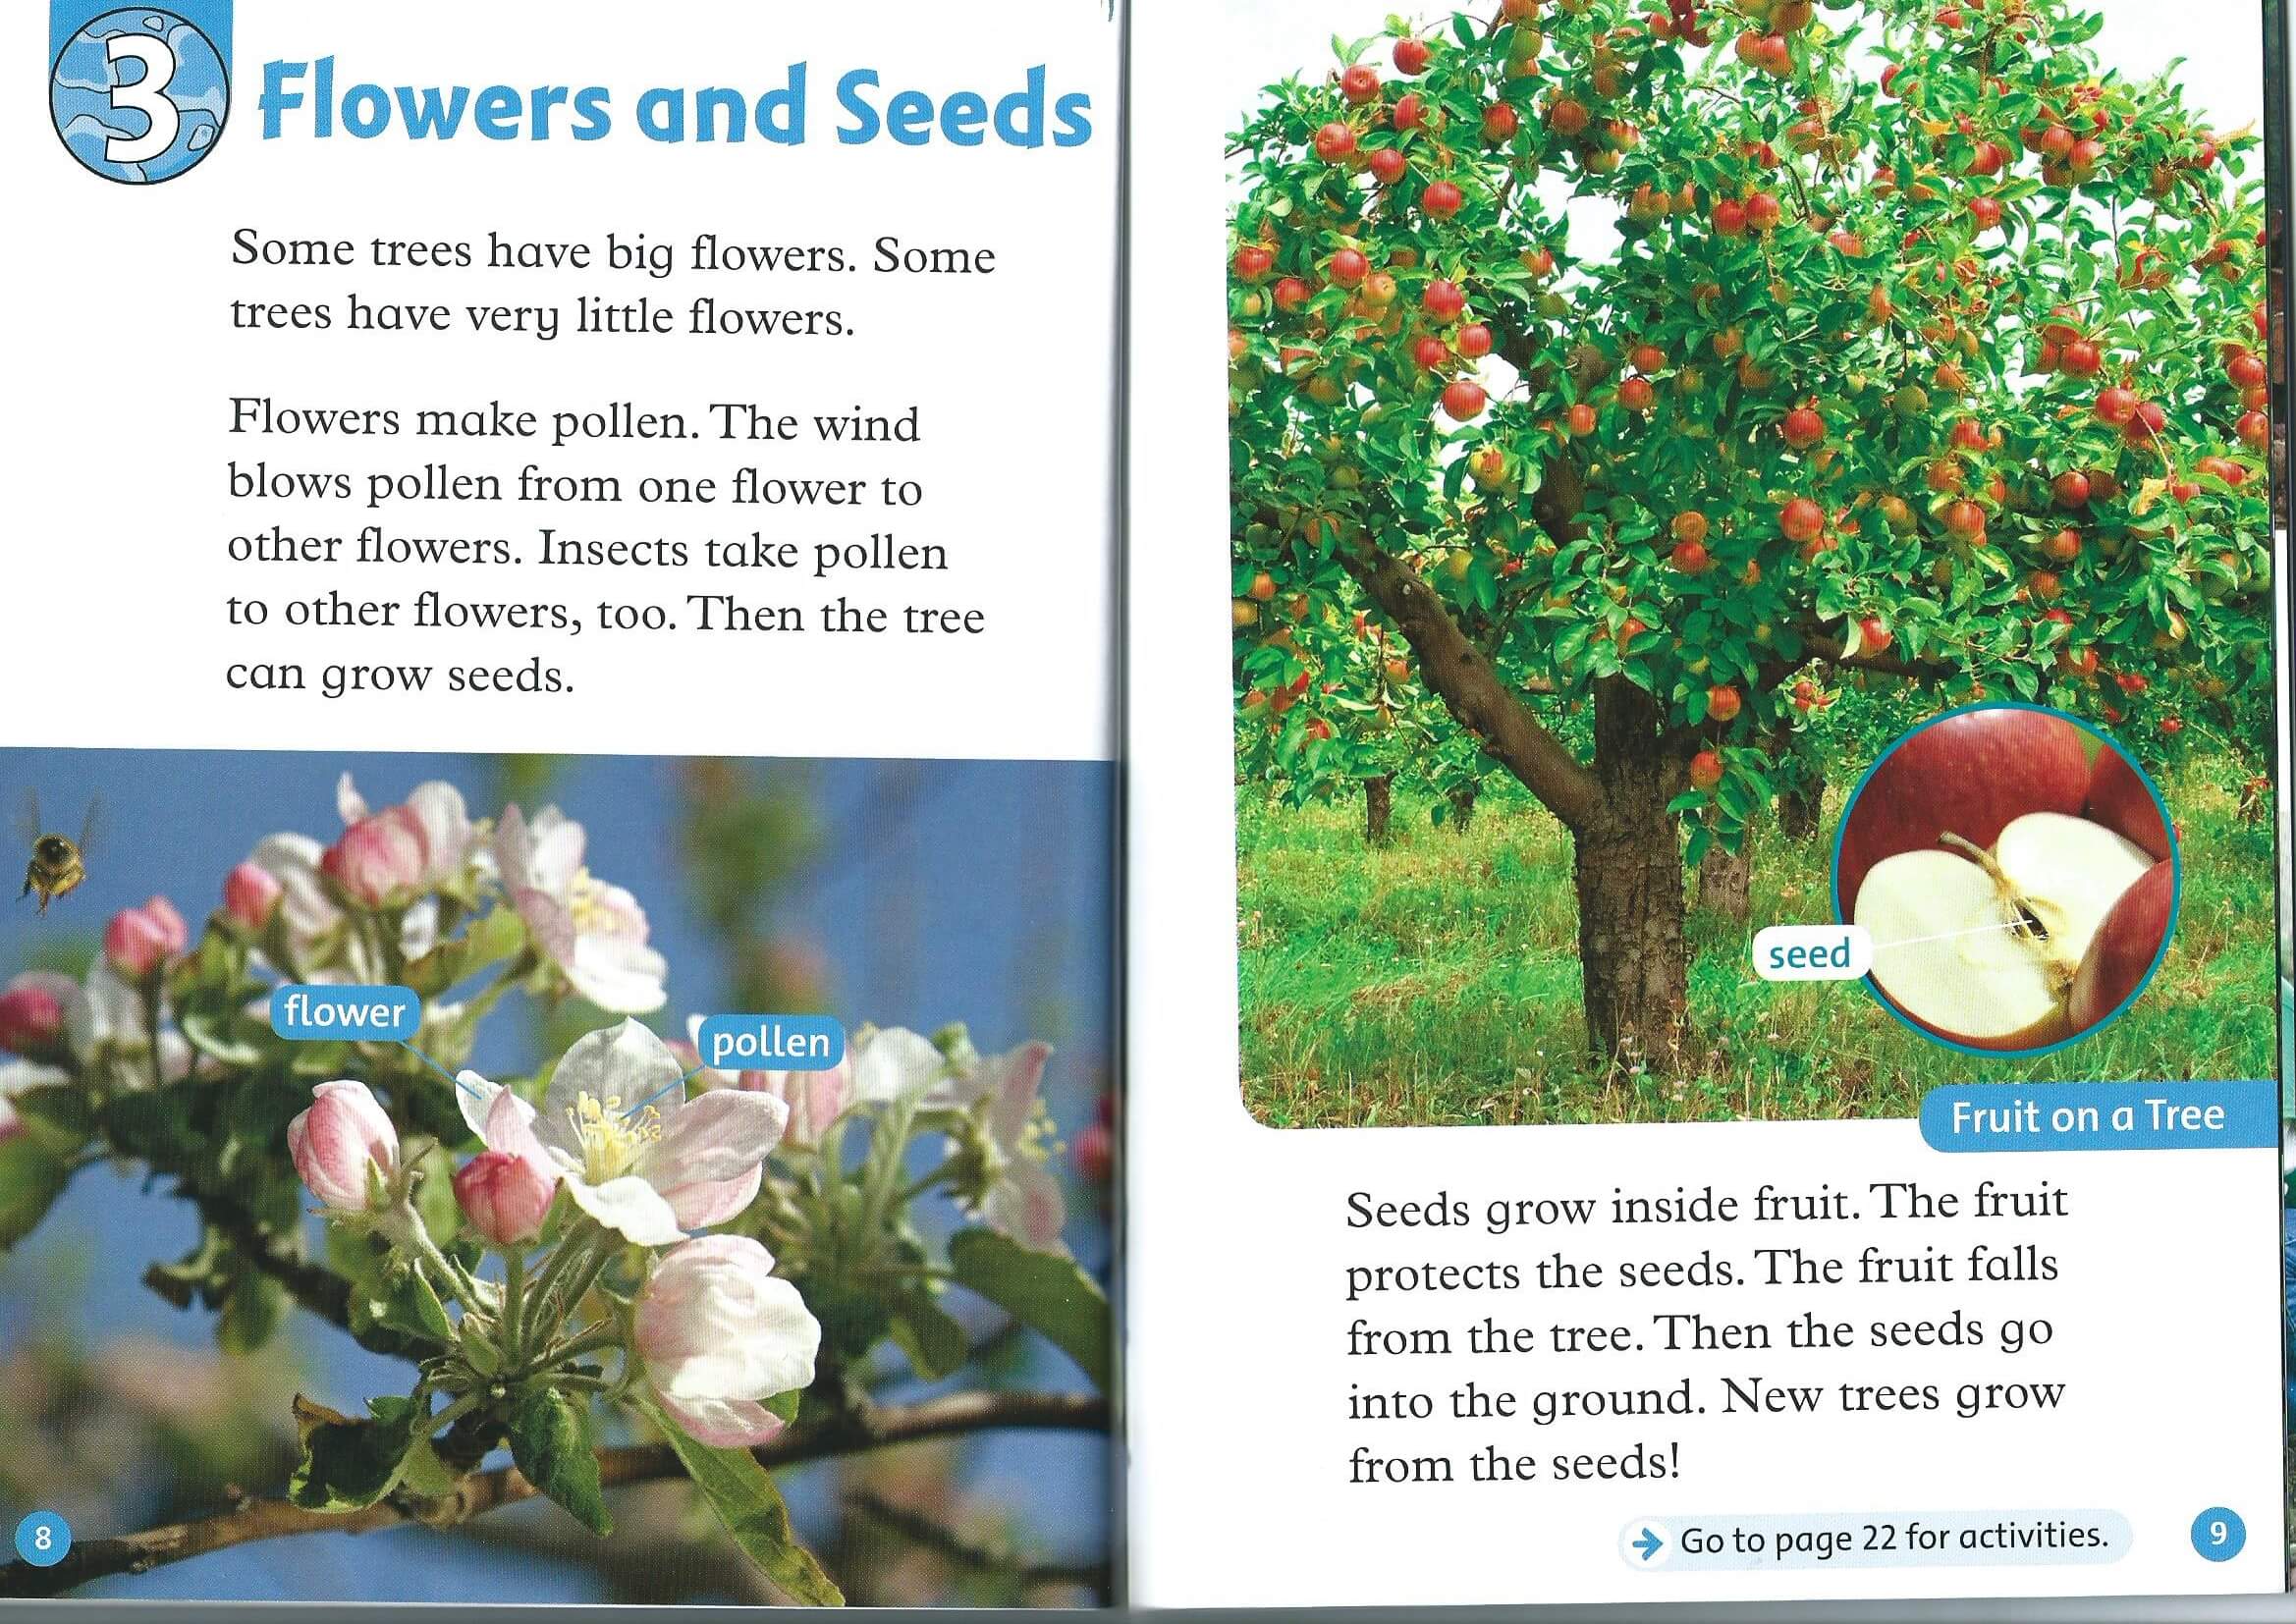 3
Flowers and Seeds
Some trees have big flowers. Some
trees have very little flowers.
Flowers make pollen. The wind
blows pollen from one flower to
other flowers. Insects take pollen
to other flowers, too. Then the tree
can grow seeds.
flower
pollen
8
seed
Fruit on a Tree
Seeds grow inside fruit. The fruit
protects the seeds. The fruit falls
from the tree. Then the seeds go
into the ground. New trees grow
from the seeds!
Go to page 22 for activities.
9